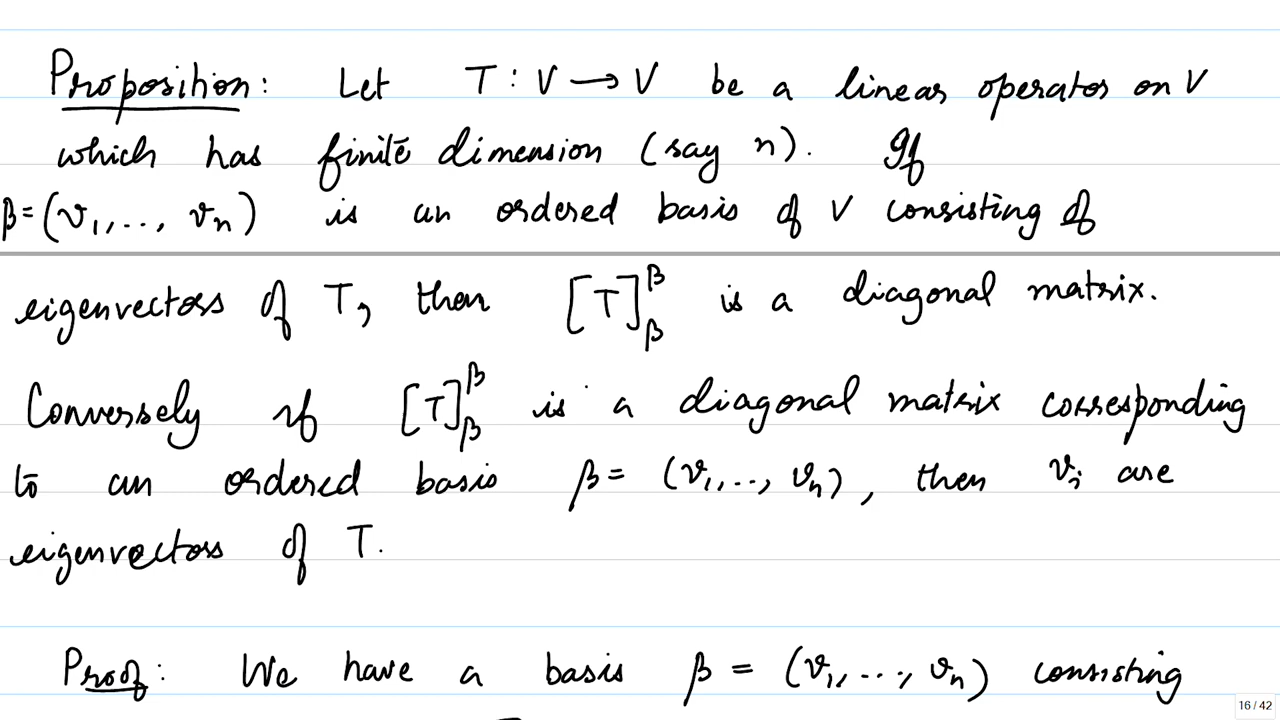 Proposition: Let T : V → V be a linear operator on V
which has finite dimension (say n). If
β = (v₁, ..., vₙ) is an ordered basis of V consisting of
eigenvectors of T, then [T]_β^β is a diagonal matrix.
Conversely if [T]_β^β is a diagonal matrix corresponding
to an ordered basis β = (v₁, ..., vₙ), then vᵢ are
eigenvectors of T.
Proof: We have a basis β = (v₁, ..., vₙ) consisting
16 / 42